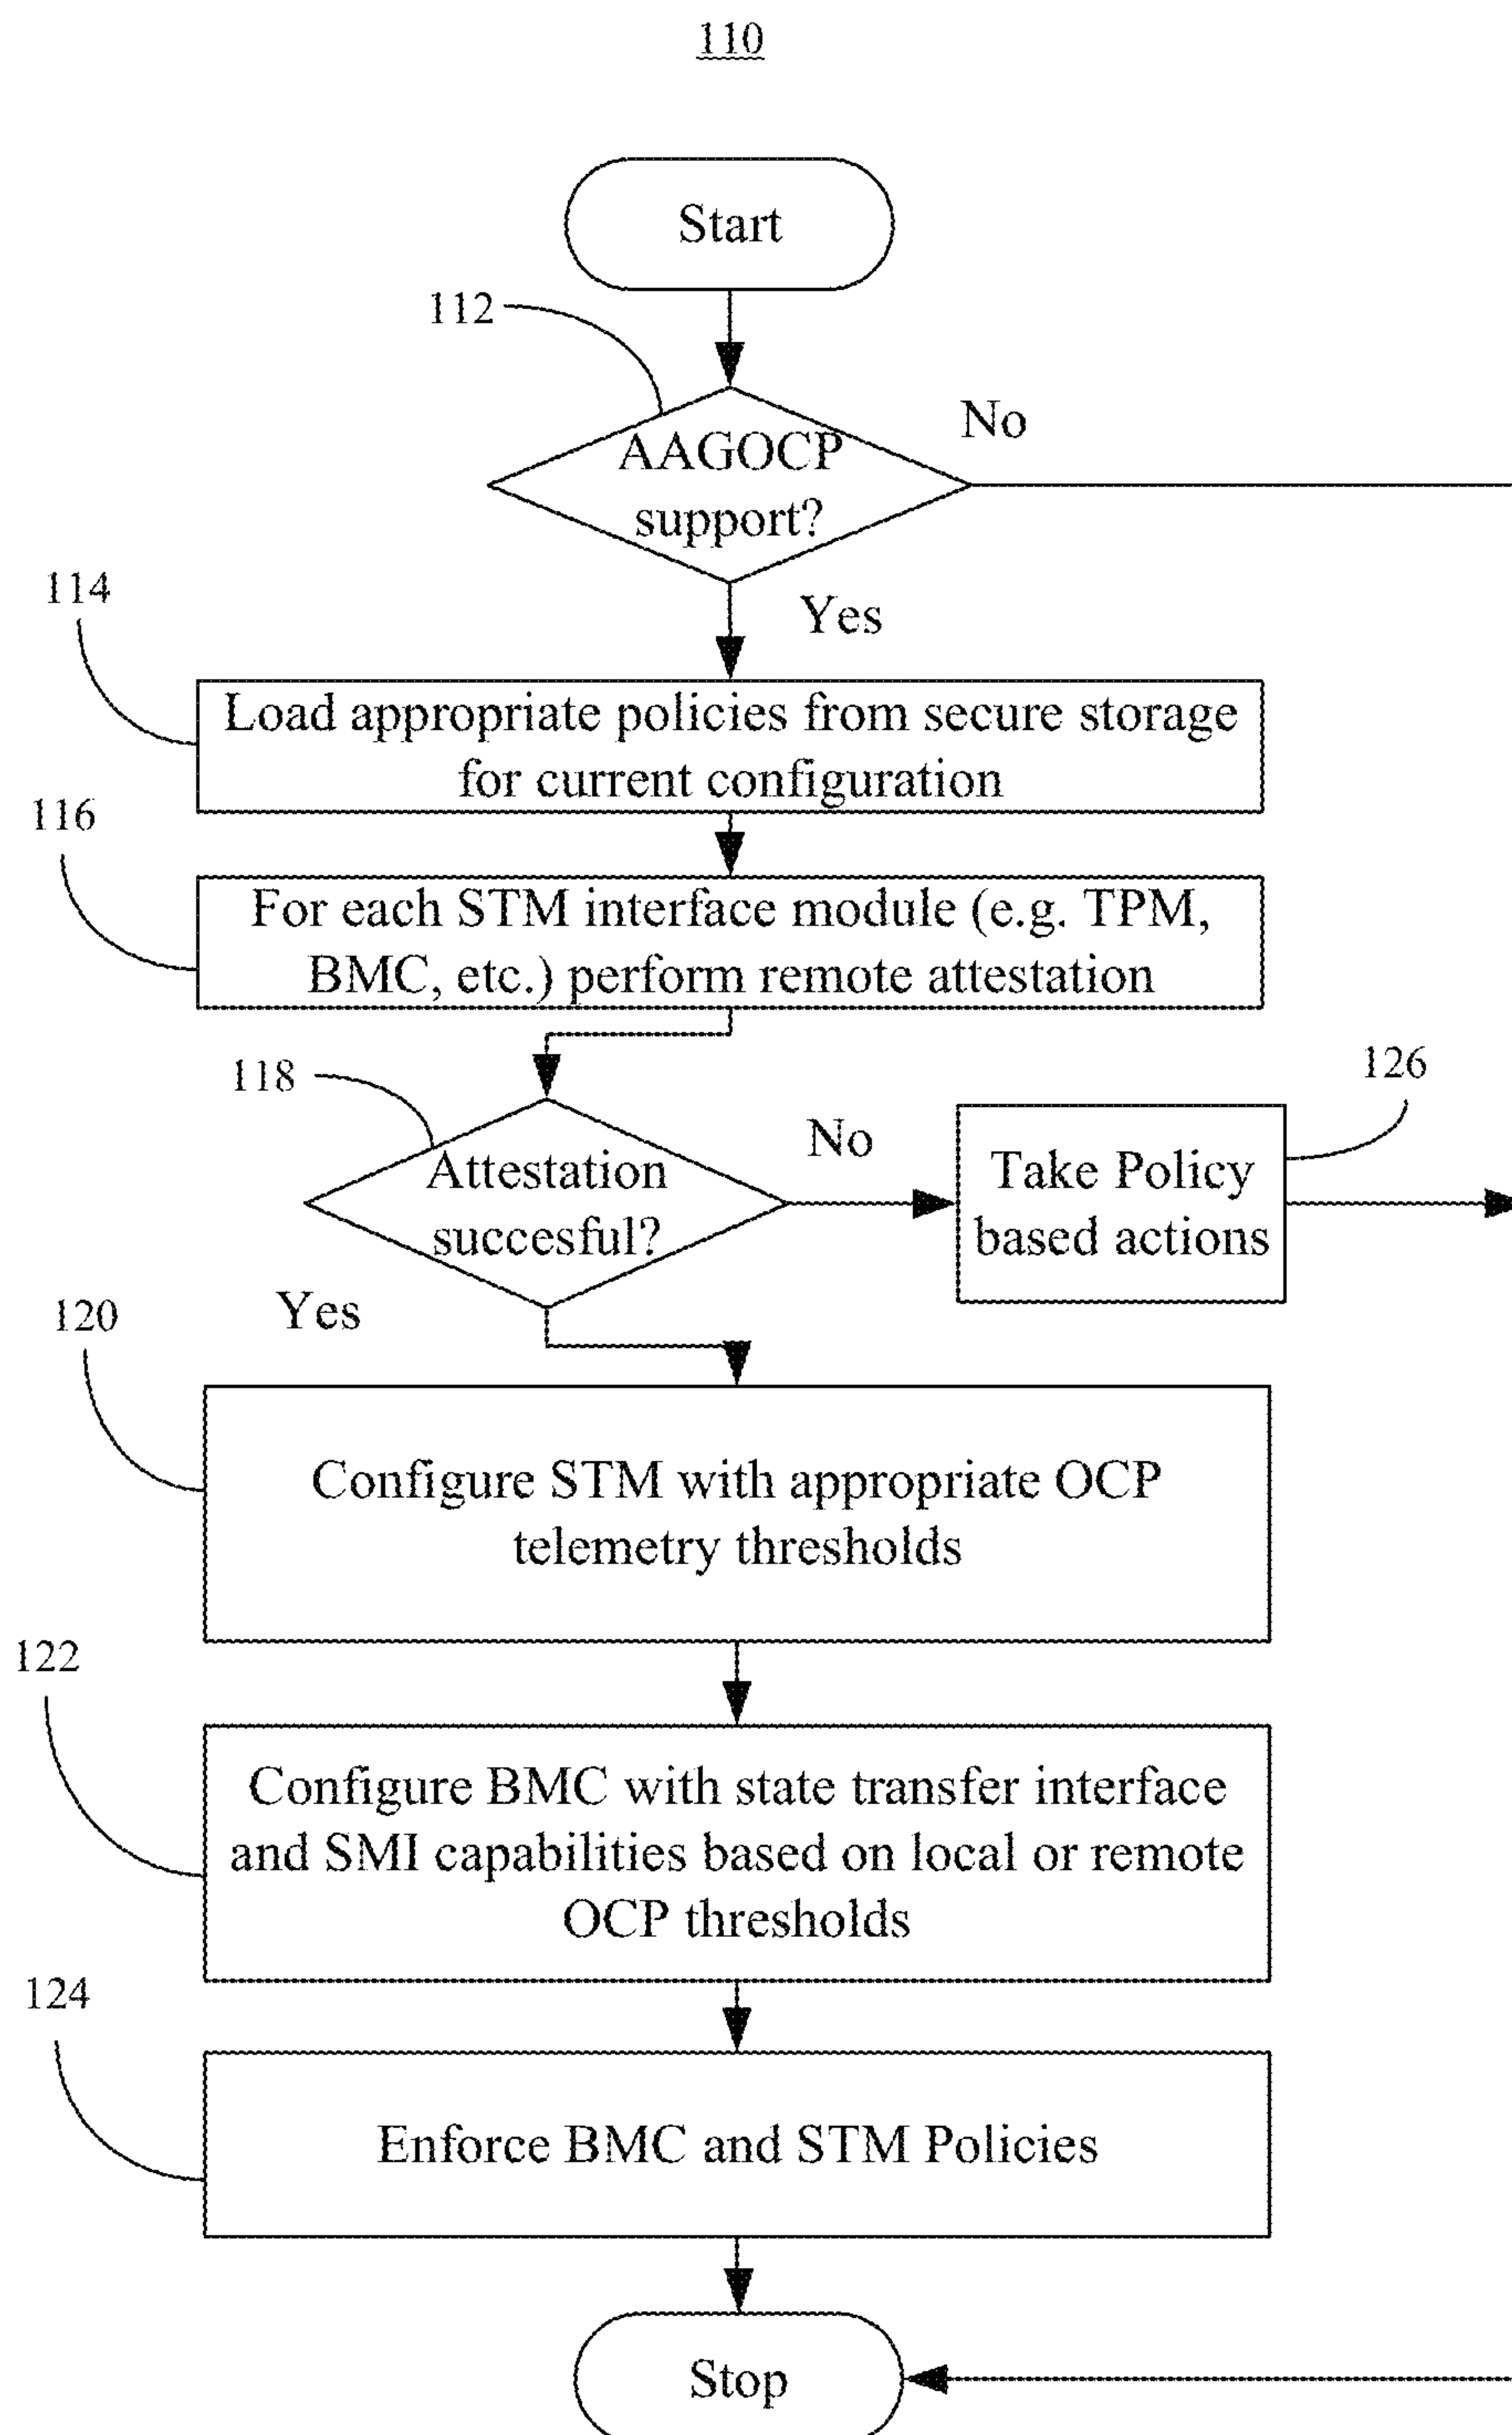 110
Start
112
AAGOCP
support?
No
Yes
114
Load appropriate policies from secure storage
for current configuration
116
For each STM interface module (e.g. TPM,
BMC, etc.) perform remote attestation
118
Attestation
succesful?
No
126
Take Policy
based actions
Yes
120
Configure STM with appropriate OCP
telemetry thresholds
122
Configure BMC with state transfer interface
and SMI capabilities based on local or remote
OCP thresholds
124
Enforce BMC and STM Policies
Stop